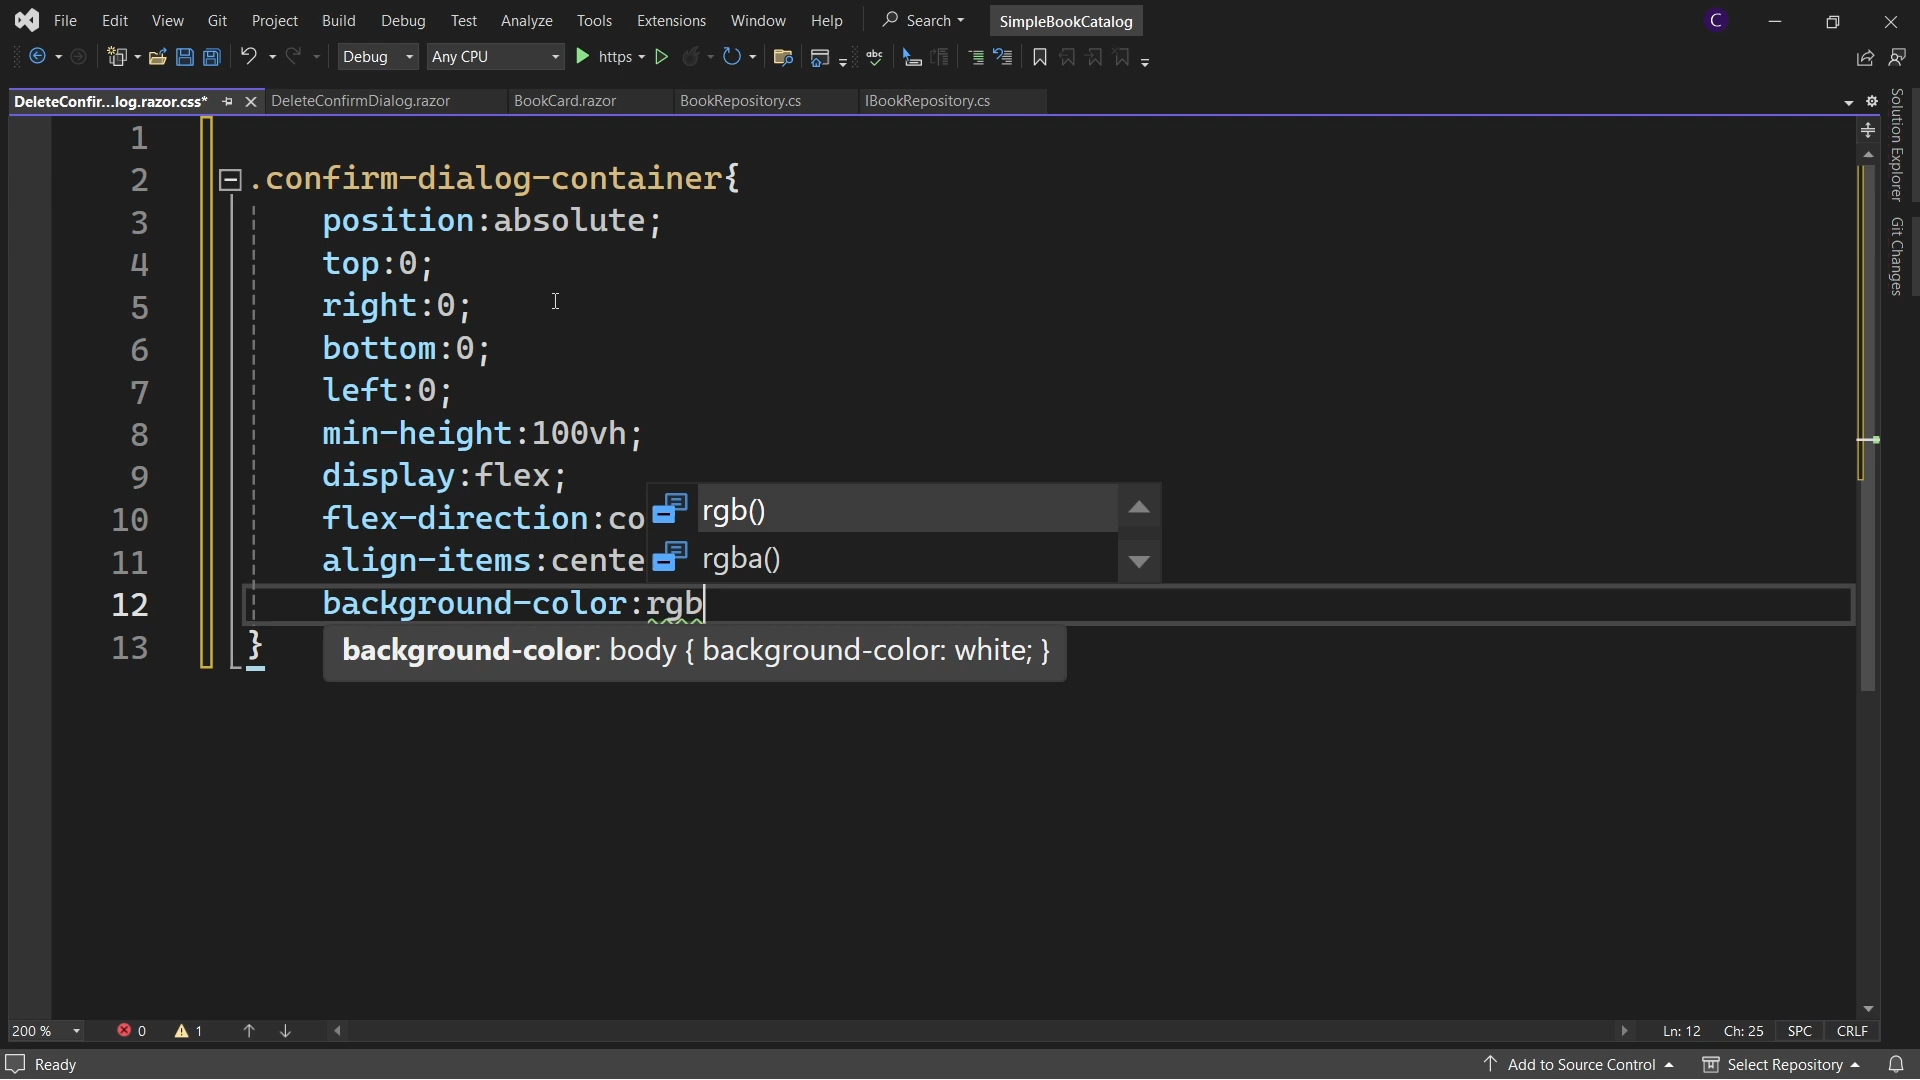 File Edit View Git Project Build Debug Test Analyze Tools Extensions Window Help Search SimpleBookCatalog C
Debug Any CPU https abc
DeleteConfir...log.razor.css* DeleteConfirmDialog.razor BookCard.razor BookRepository.cs IBookRepository.cs
Solution Explorer
Git Changes
1
2 .confirm-dialog-container{
3 position:absolute;
4 top:0;
5 right:0;
6 bottom:0;
7 left:0;
8 min-height:100vh;
9 display:flex;
10 flex-direction:co
rgb()
11 align-items:cente
rgba()
12 background-color:rgb
13 }
background-color: body { background-color: white; }
200 % 0 1 Ln: 12 Ch: 25 SPC CRLF
Ready Add to Source Control Select Repository